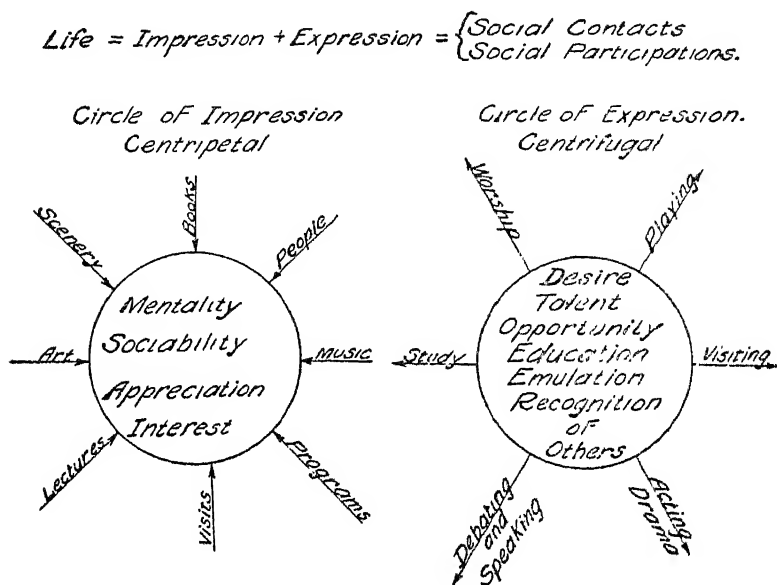 Life = Impression + Expression = {Social Contacts
Social Participations.
Circle of Impression
Centripetal
Scenery
Books
People
Art
Music
Lectures
Visits
Programs
Mentality
Sociability
Appreciation
Interest
Circle of Expression.
Centrifugal
Worship
Playing
Study
Visiting
Debating
and
Speaking
Acting
Drama
Desire
Talent
Opportunity
Education
Emulation
Recognition
of
Others